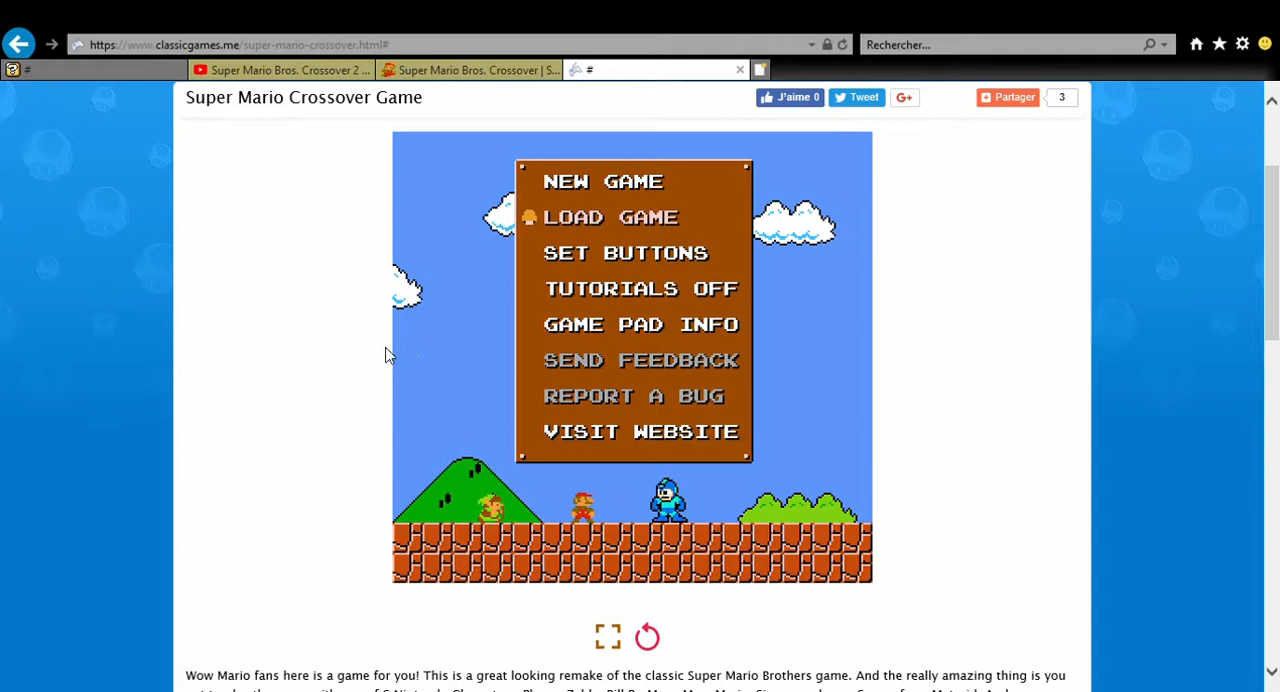 https://www.classicgames.me/super-mario-crossover.html#
Rechercher...
#
Super Mario Bros. Crossover 2 ...
Super Mario Bros. Crossover | S...
#
Super Mario Crossover Game
J'aime 0
Tweet
G+
Partager
3
NEW GAME
LOAD GAME
SET BUTTONS
TUTORIALS OFF
GAME PAD INFO
SEND FEEDBACK
REPORT A BUG
VISIT WEBSITE
Wow Mario fans here is a game for you! This is a great looking remake of the classic Super Mario Brothers game. And the really amazing thing is you